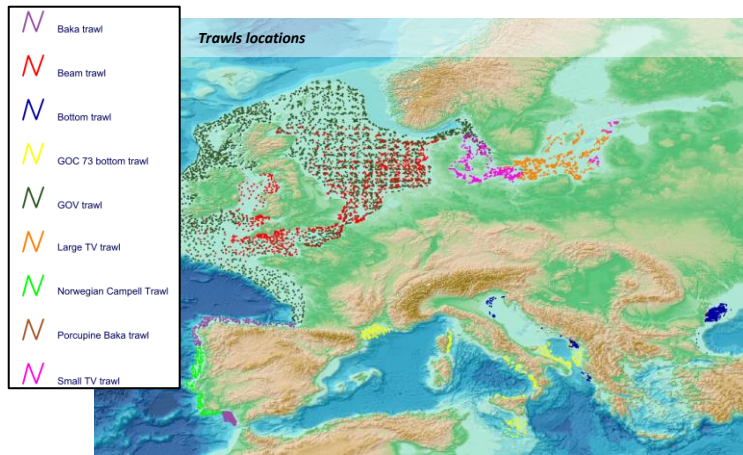 Trawls locations
Baka trawl
Beam trawl
Bottom trawl
GOC 73 bottom trawl
GOV trawl
Large TV trawl
Norwegian Campell Trawl
Porcupine Baka trawl
Small TV trawl